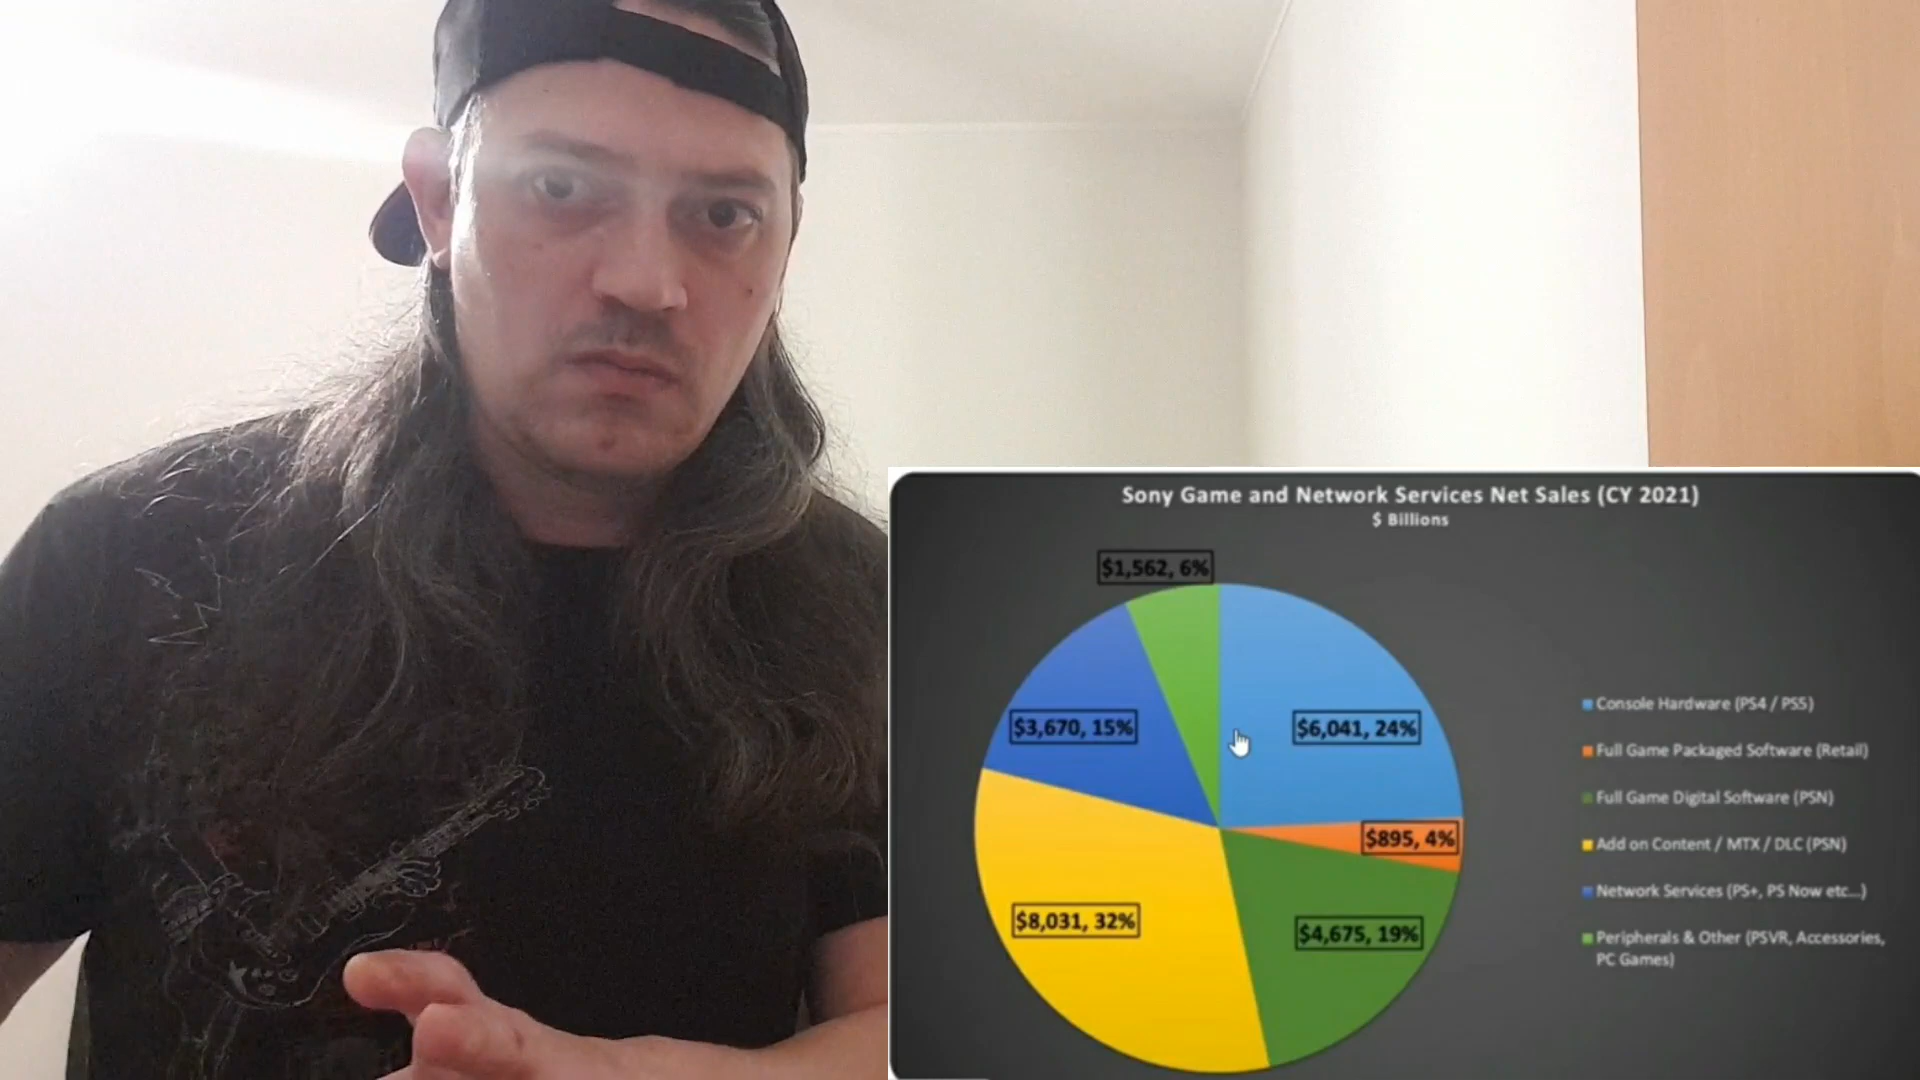 Sony Game and Network Services Net Sales (CY 2021)
$ Billions
$1,562, 6%
$3,670, 15%
$6,041, 24%
$895, 4%
$8,031, 32%
$4,675, 19%
Console Hardware (PS4 / PS5)
Full Game Packaged Software (Retail)
Full Game Digital Software (PSN)
Add on Content / MTX / DLC (PSN)
Network Services (PS+, PS Now etc...)
Peripherals & Other (PSVR, Accessories,
PC Games)